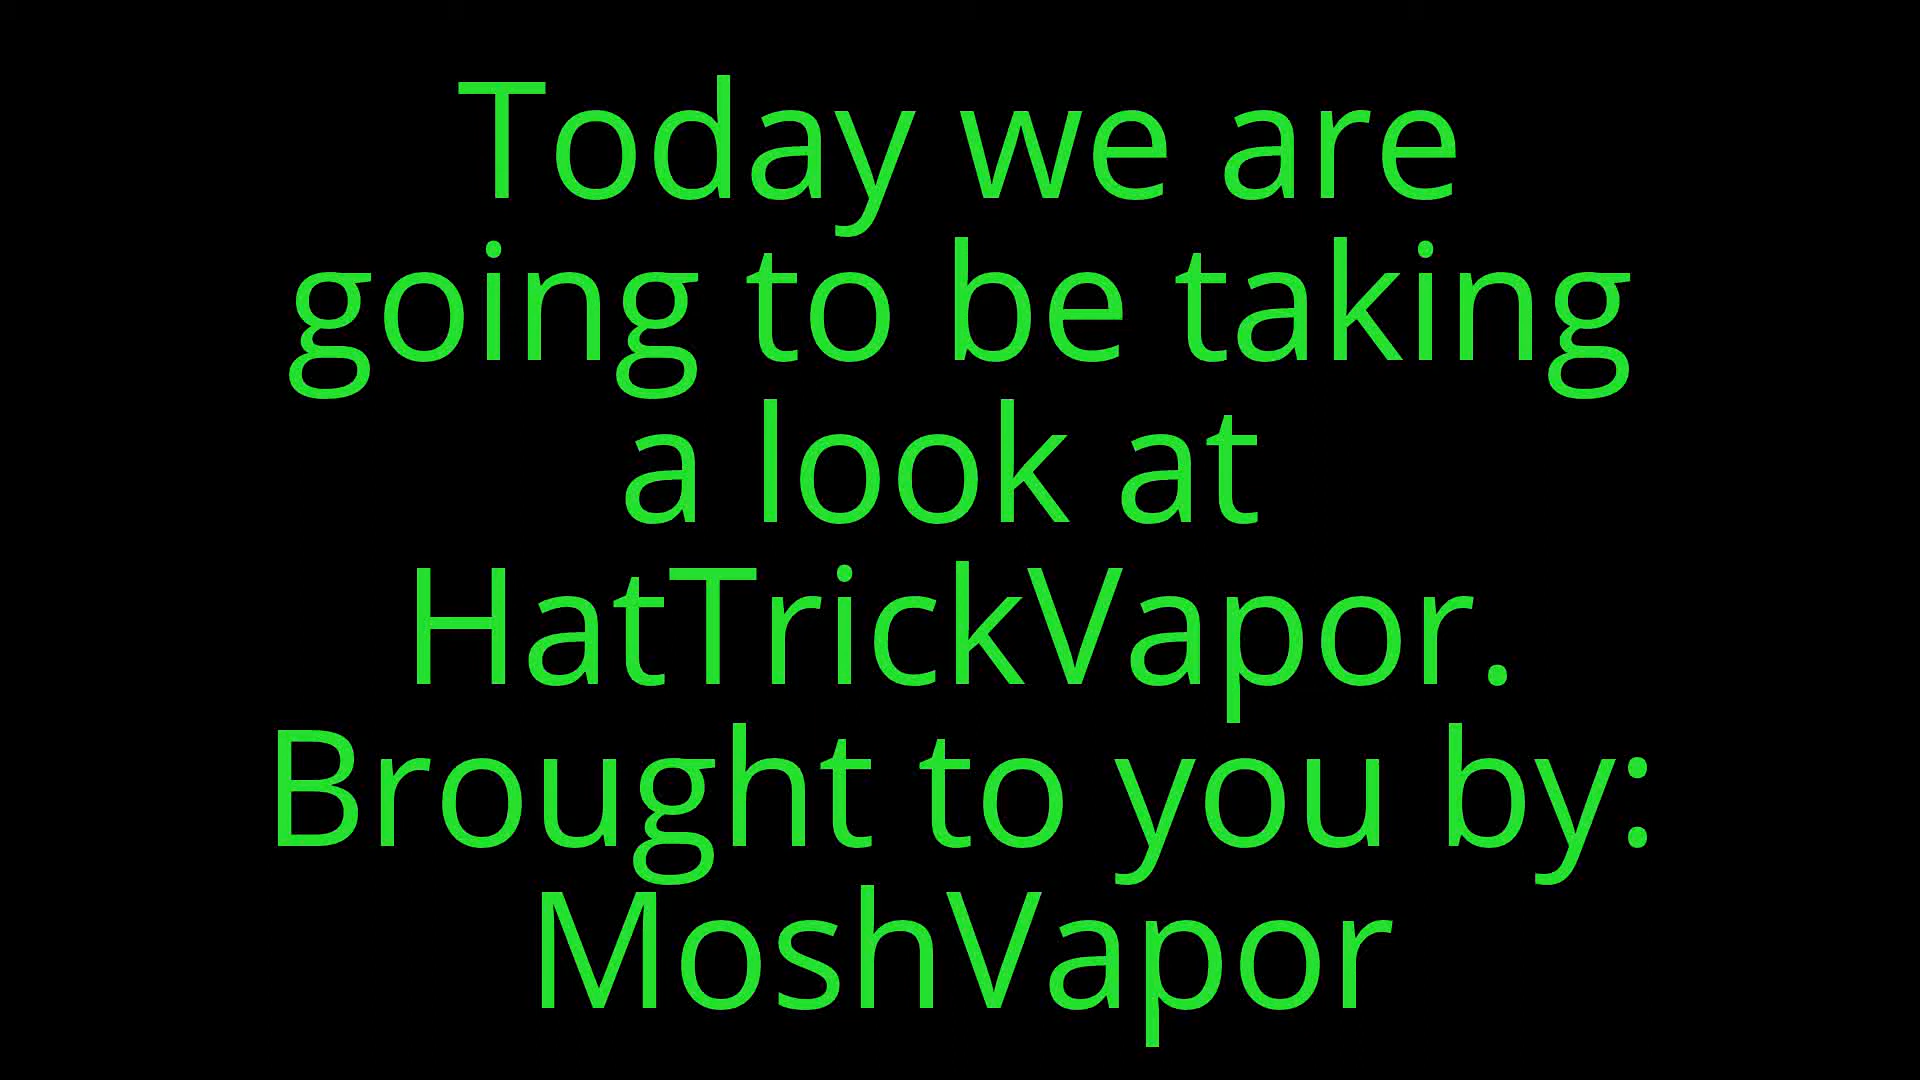 Today we are
going to be taking
a look at
HatTrickVapor.
Brought to you by:
MoshVapor